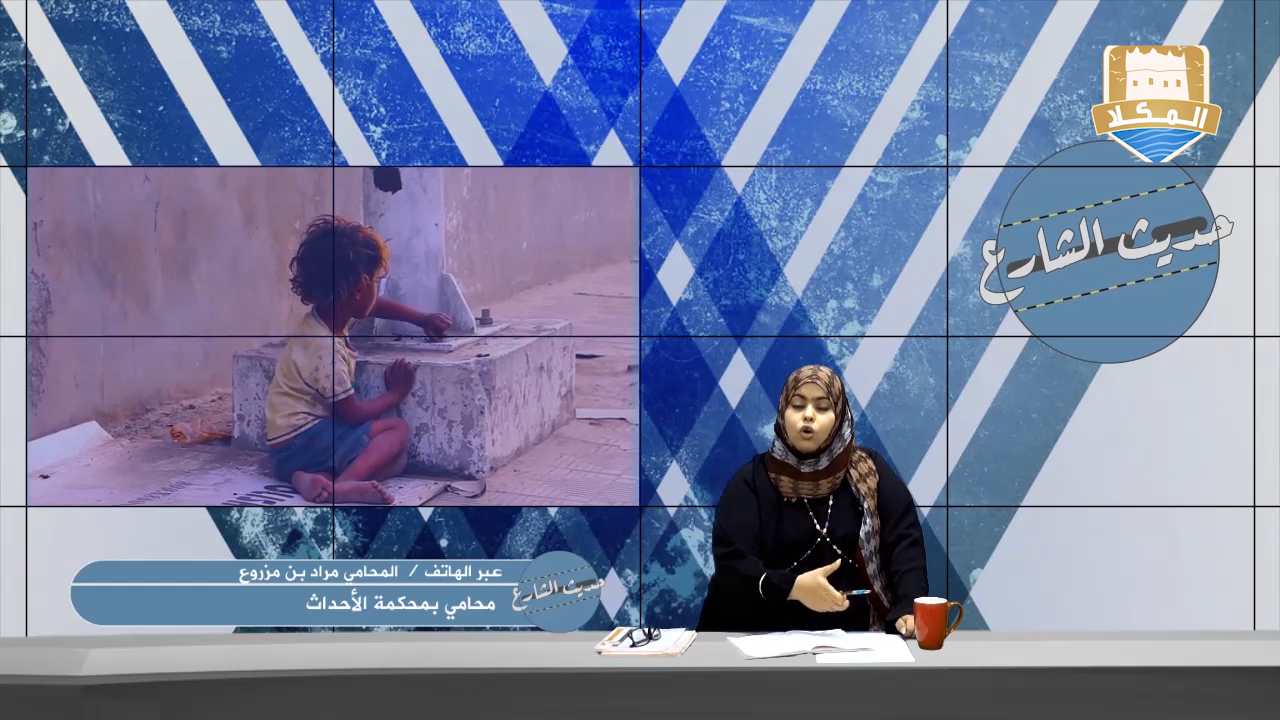 المكلا
حديث الشارع
عبر الهاتف / المحامي مراد بن مزروع
محامي بمحكمة الأحداث
حديث الشارع